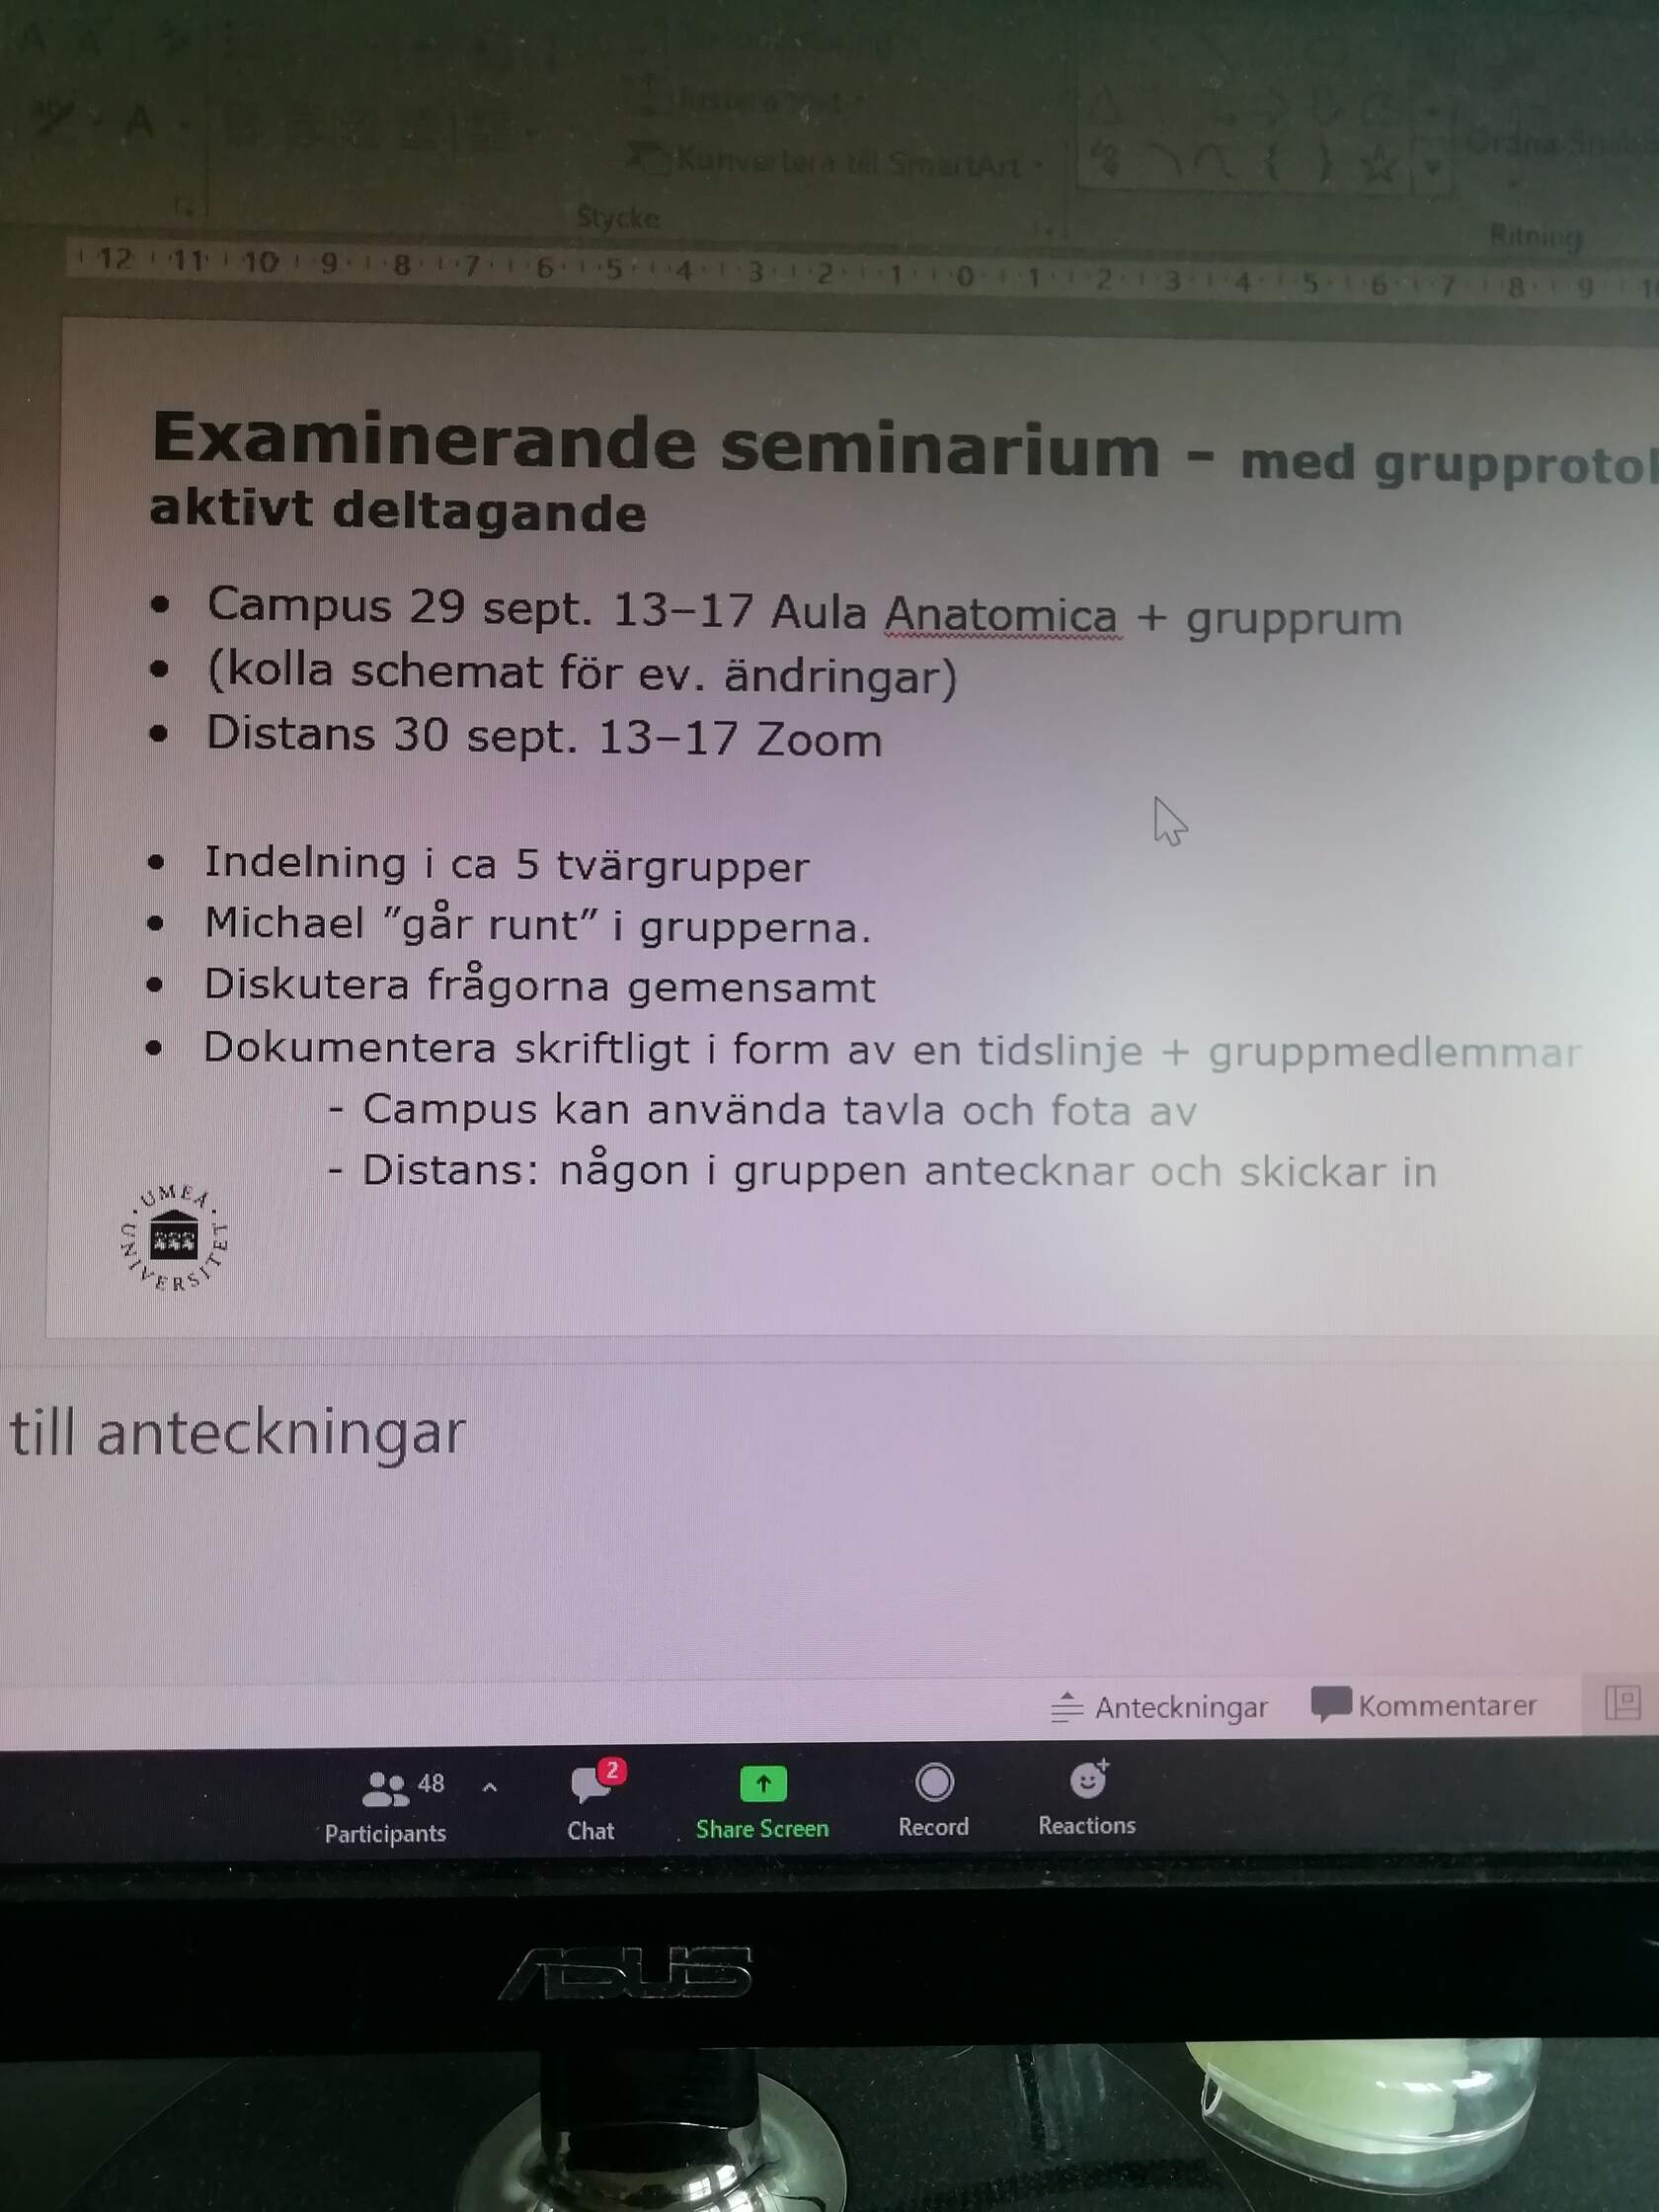 Konvertera till SmartArt
Stycke
Ritning
12 11 10 9 8 7 6 5 4 3 2 1 0 1 2 3 4 5 6 7 8 9
Examinerande seminarium – med grupprotol
aktivt deltagande
• Campus 29 sept. 13–17 Aula Anatomica + grupprum
• (kolla schemat för ev. ändringar)
• Distans 30 sept. 13–17 Zoom
• Indelning i ca 5 tvärgrupper
• Michael ”går runt” i grupperna.
• Diskutera frågorna gemensamt
• Dokumentera skriftligt i form av en tidslinje + gruppmedlemmar
- Campus kan använda tavla och fota av
- Distans: någon i gruppen antecknar och skickar in
UMEÅ UNIVERSITET
till anteckningar
Anteckningar Kommentarer
48 2
Participants Chat Share Screen Record Reactions
ASUS